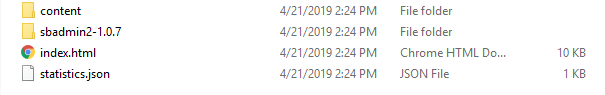 content 4/21/2019 2:24 PM File folder
sbadmin2-1.0.7 4/21/2019 2:24 PM File folder
index.html 4/21/2019 2:24 PM Chrome HTML Do... 10 KB
statistics.json 4/21/2019 2:24 PM JSON File 1 KB